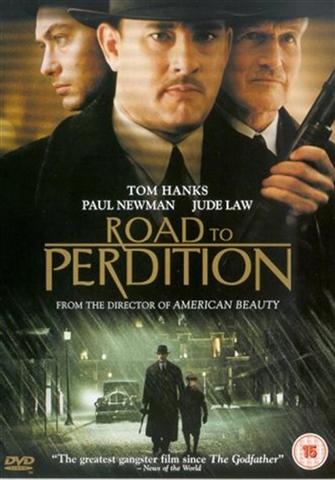 TOM HANKS
PAUL NEWMAN JUDE LAW
ROAD TO
PERDITION
FROM THE DIRECTOR OF AMERICAN BEAUTY
DVD
VIDEO
15
"The greatest gangster film since The Godfather"
– News of the World